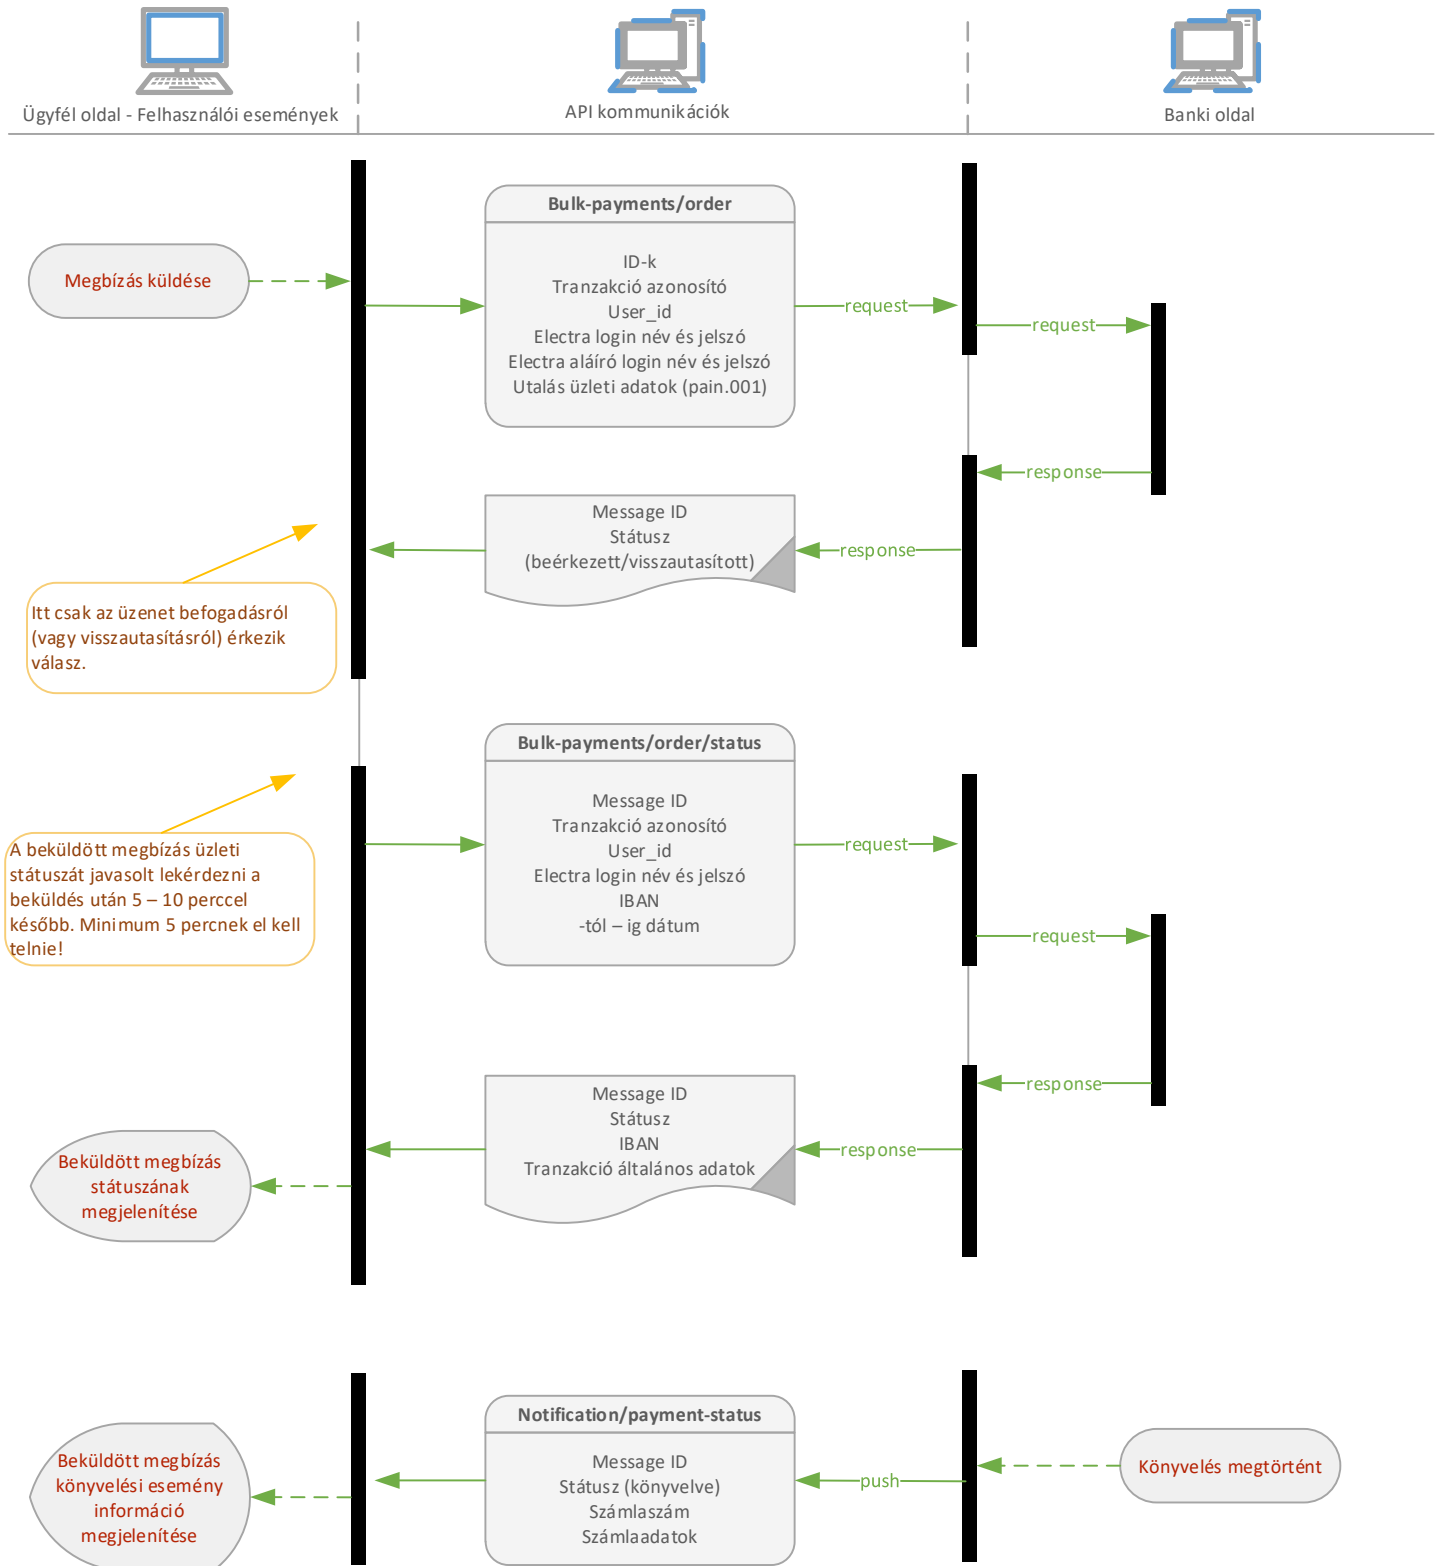 Ügyfél oldal - Felhasználói események
API kommunikációk
Banki oldal
Bulk-payments/order
ID-k
Tranzakció azonosító
User_id
Electra login név és jelszó
Electra aláíró login név és jelszó
Utalás üzleti adatok (pain.001)
Megbízás küldése
request
request
response
Message ID
Státusz
(beérkezett/visszautasított)
response
Itt csak az üzenet befogadásról
(vagy visszautasításról) érkezik
válasz.
Bulk-payments/order/status
Message ID
Tranzakció azonosító
User_id
Electra login név és jelszó
IBAN
-tól – ig dátum
request
A beküldött megbízás üzleti
státuszát javasolt lekérdezni a
beküldés után 5 – 10 perccel
később. Minimum 5 percnek el kell
telnie!
request
response
Message ID
Státusz
IBAN
Tranzakció általános adatok
response
Beküldött megbízás
státuszának
megjelenítése
Notification/payment-status
Message ID
Státusz (könyvelve)
Számlaszám
Számlaadatok
push
Könyvelés megtörtént
Beküldött megbízás
könyvelési esemény
információ
megjelenítése